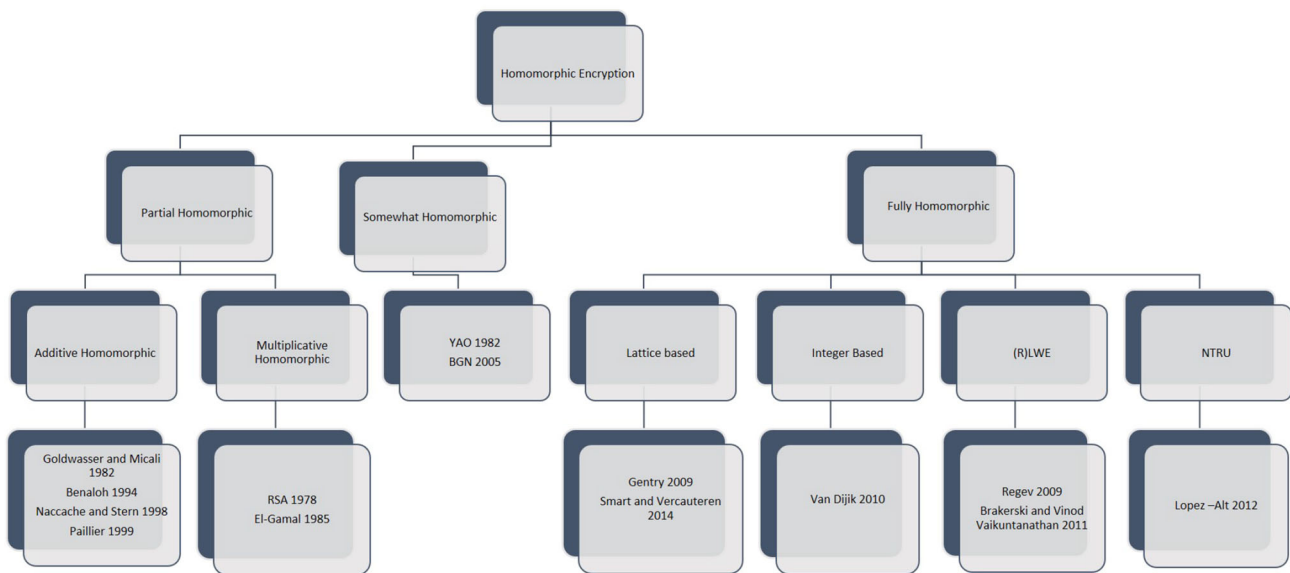 Homomorphic Encryption
Partial Homomorphic
Somewhat Homomorphic
Fully Homomorphic
Additive Homomorphic
Multiplicative
Homomorphic
YAO 1982
BGN 2005
Lattice based
Integer Based
(R)LWE
NTRU
Goldwasser and Micali
1982
Benaloh 1994
Naccache and Stern 1998
Paillier 1999
RSA 1978
El-Gamal 1985
Gentry 2009
Smart and Vercauteren
2014
Van Dijik 2010
Regev 2009
Brakerski and Vinod
Vaikuntanathan 2011
Lopez –Alt 2012